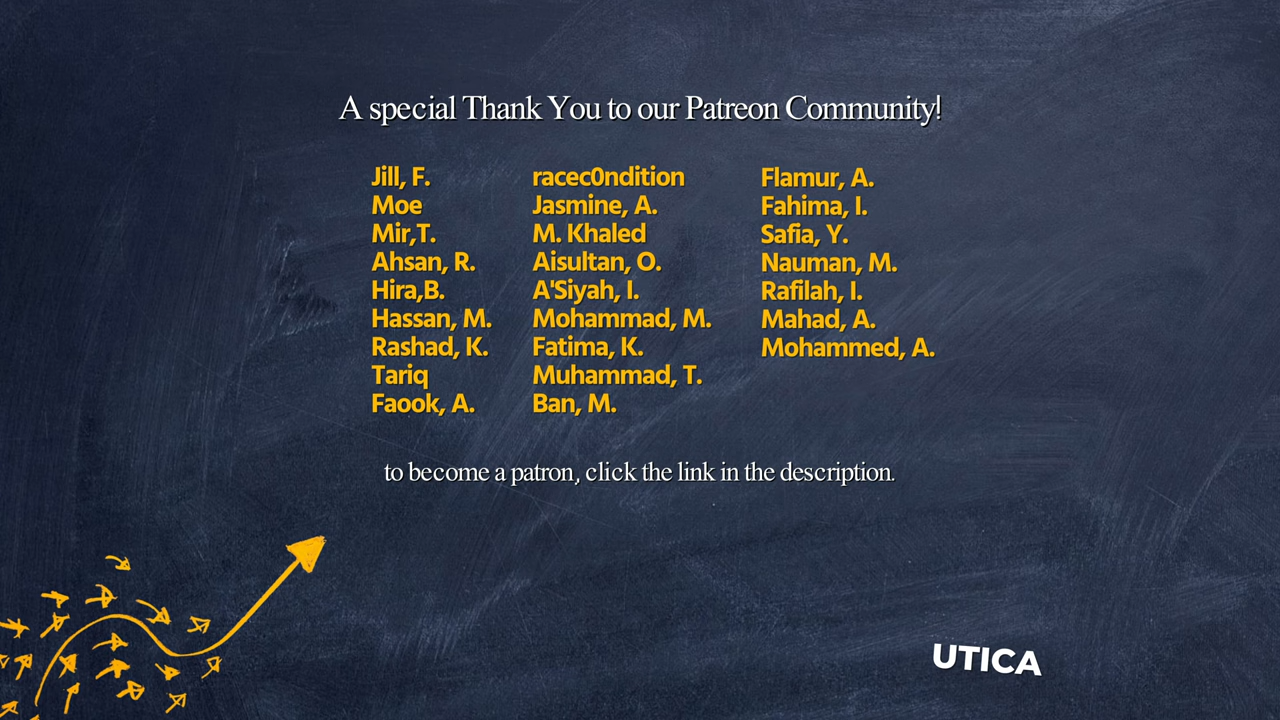 A special Thank You to our Patreon Community!
Jill, F.
Moe
Mir,T.
Ahsan, R.
Hira,B.
Hassan, M.
Rashad, K.
Tariq
Faook, A.
racec0ndition
Jasmine, A.
M. Khaled
Aisultan, O.
A'Siyah, I.
Mohammad, M.
Fatima, K.
Muhammad, T.
Ban, M.
Flamur, A.
Fahima, I.
Safia, Y.
Nauman, M.
Rafilah, I.
Mahad, A.
Mohammed, A.
to become a patron, click the link in the description.
UTICA